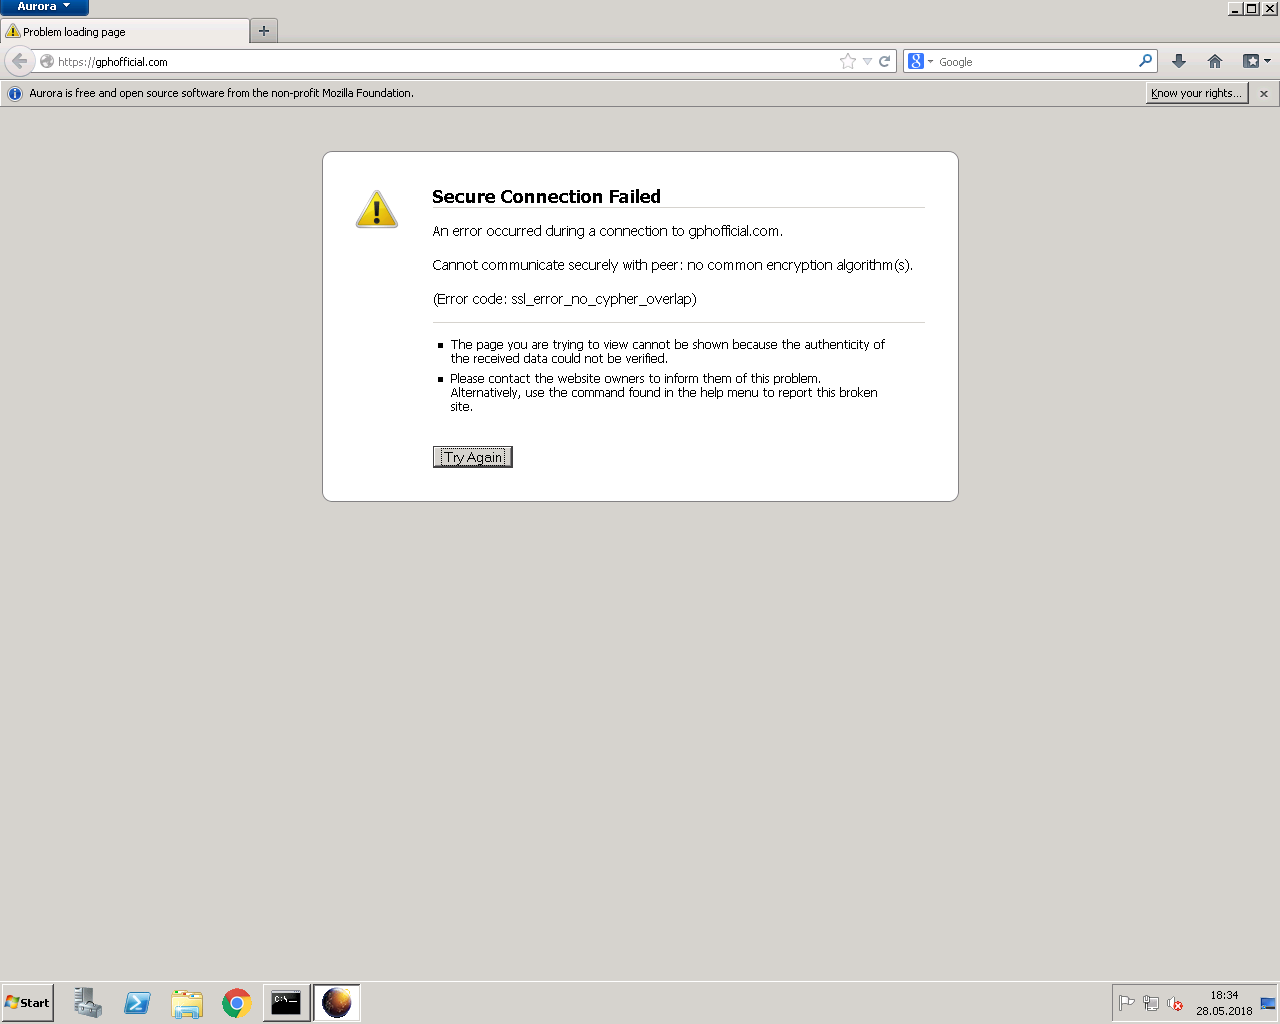 Aurora
Problem loading page
https://gphofficial.com
Google
Aurora is free and open source software from the non-profit Mozilla Foundation.
Know your rights...
Secure Connection Failed
An error occurred during a connection to gphofficial.com.
Cannot communicate securely with peer: no common encryption algorithm(s).
(Error code: ssl_error_no_cypher_overlap)
The page you are trying to view cannot be shown because the authenticity of
the received data could not be verified.
Please contact the website owners to inform them of this problem.
Alternatively, use the command found in the help menu to report this broken
site.
Try Again
Start
C:\_
18:34
28.05.2018